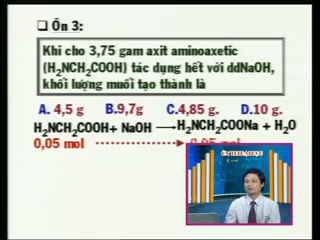 ❑ Ôn 3:
Khi cho 3,75 gam axit aminoaxetic
(H₂NCH₂COOH) tác dụng hết với ddNaOH,
khối lượng muối tạo thành là
A. 4,5 g B.9,7g C.4,85g. D.10 g.
H₂NCH₂COOH+ NaOH ⟶H₂NCH₂COONa + H₂O
0,05 mol